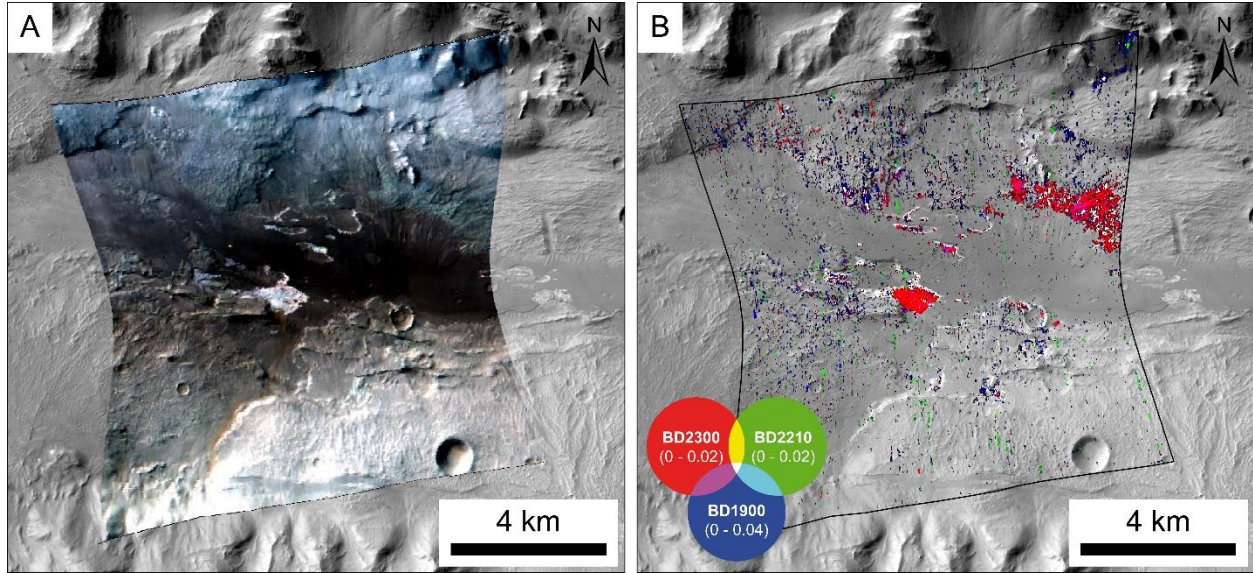 A
N
4 km
B
N
BD2300
(0 - 0.02)
BD2210
(0 - 0.02)
BD1900
(0 - 0.04)
4 km